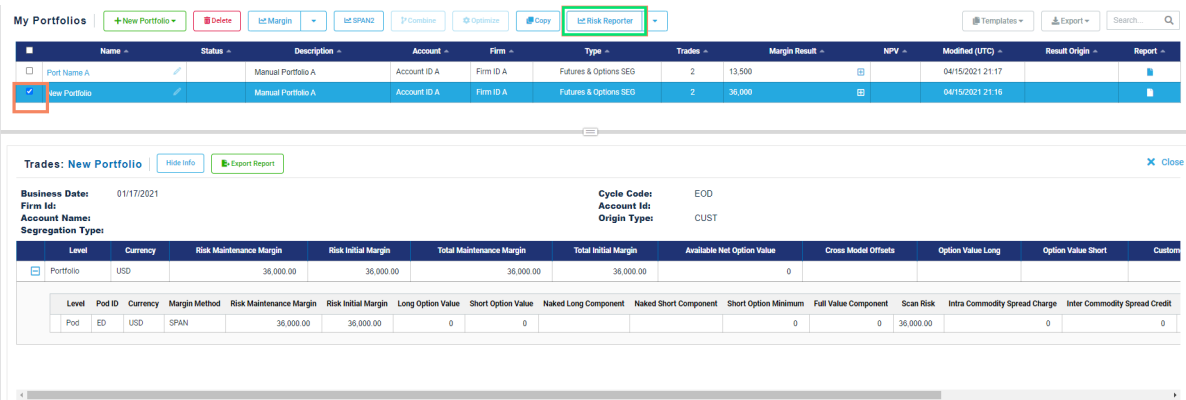 My Portfolios +New Portfolio Delete Margin SPAN2 Combine Optimize Copy Risk Reporter Templates Export Search...
Name Status Description Account Firm Type Trades Margin Result NPV Modified (UTC) Result Origin Report
Port Name A Manual Portfolio A Account ID A Firm ID A Futures & Options SEG 2 13,500 04/15/2021 21:17
New Portfolio Manual Portfolio A Account ID A Firm ID A Futures & Options SEG 2 36,000 04/15/2021 21:16
Trades: New Portfolio Hide Info Export Report Close
Business Date: 01/17/2021 Cycle Code: EOD
Firm Id: Account Id:
Account Name: Origin Type: CUST
Segregation Type:
Level Currency Risk Maintenance Margin Risk Initial Margin Total Maintenance Margin Total Initial Margin Available Net Option Value Cross Model Offsets Option Value Long Option Value Short Custom
Portfolio USD 36,000.00 36,000.00 36,000.00 36,000.00 0
Level Pod ID Currency Margin Method Risk Maintenance Margin Risk Initial Margin Long Option Value Short Option Value Naked Long Component Naked Short Component Short Option Minimum Full Value Component Scan Risk Intra Commodity Spread Charge Inter Commodity Spread Credit
Pod ED USD SPAN 36,000.00 36,000.00 0 0 0 0 36,000.00 0 0